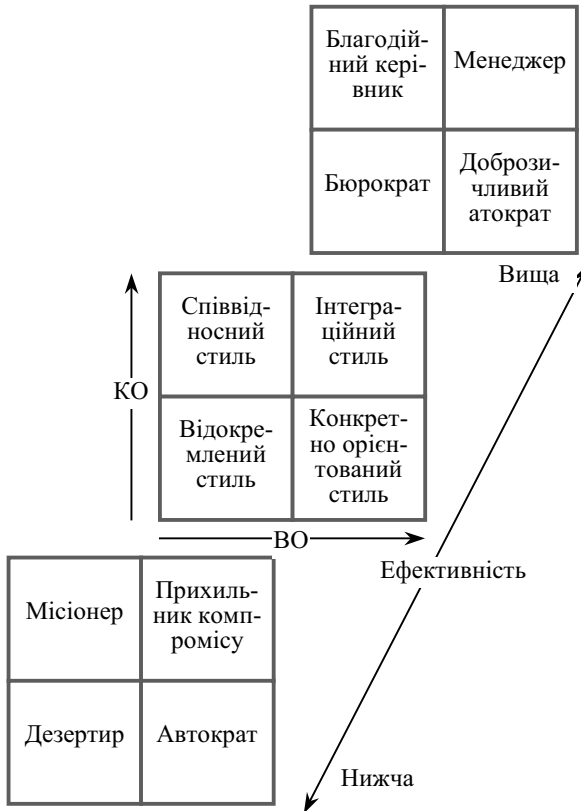 Благодій-
ний кері-
вник
Менеджер
Бюрократ
Добрози-
чливий
атократ
Вища
Співвід-
носний
стиль
Інтегра-
ційний
стиль
КО
Відокре-
млений
стиль
Конкрет-
но орієн-
тований
стиль
ВО
Ефективність
Місіонер
Прихиль-
ник комп-
ромісу
Дезертир
Автократ
Нижча